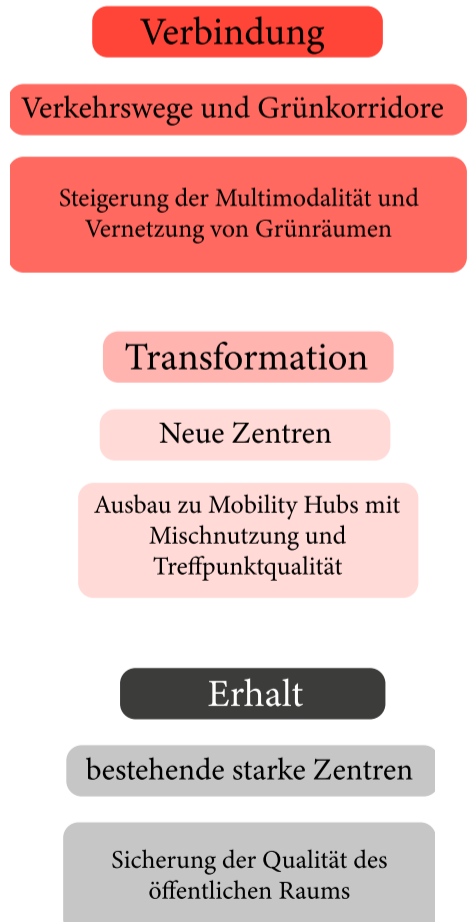 Verbindung
Verkehrswege und Grünkorridore
Steigerung der Multimodalität und
Vernetzung von Grünräumen
Transformation
Neue Zentren
Ausbau zu Mobility Hubs mit
Mischnutzung und
Treffpunktqualität
Erhalt
bestehende starke Zentren
Sicherung der Qualität des
öffentlichen Raums